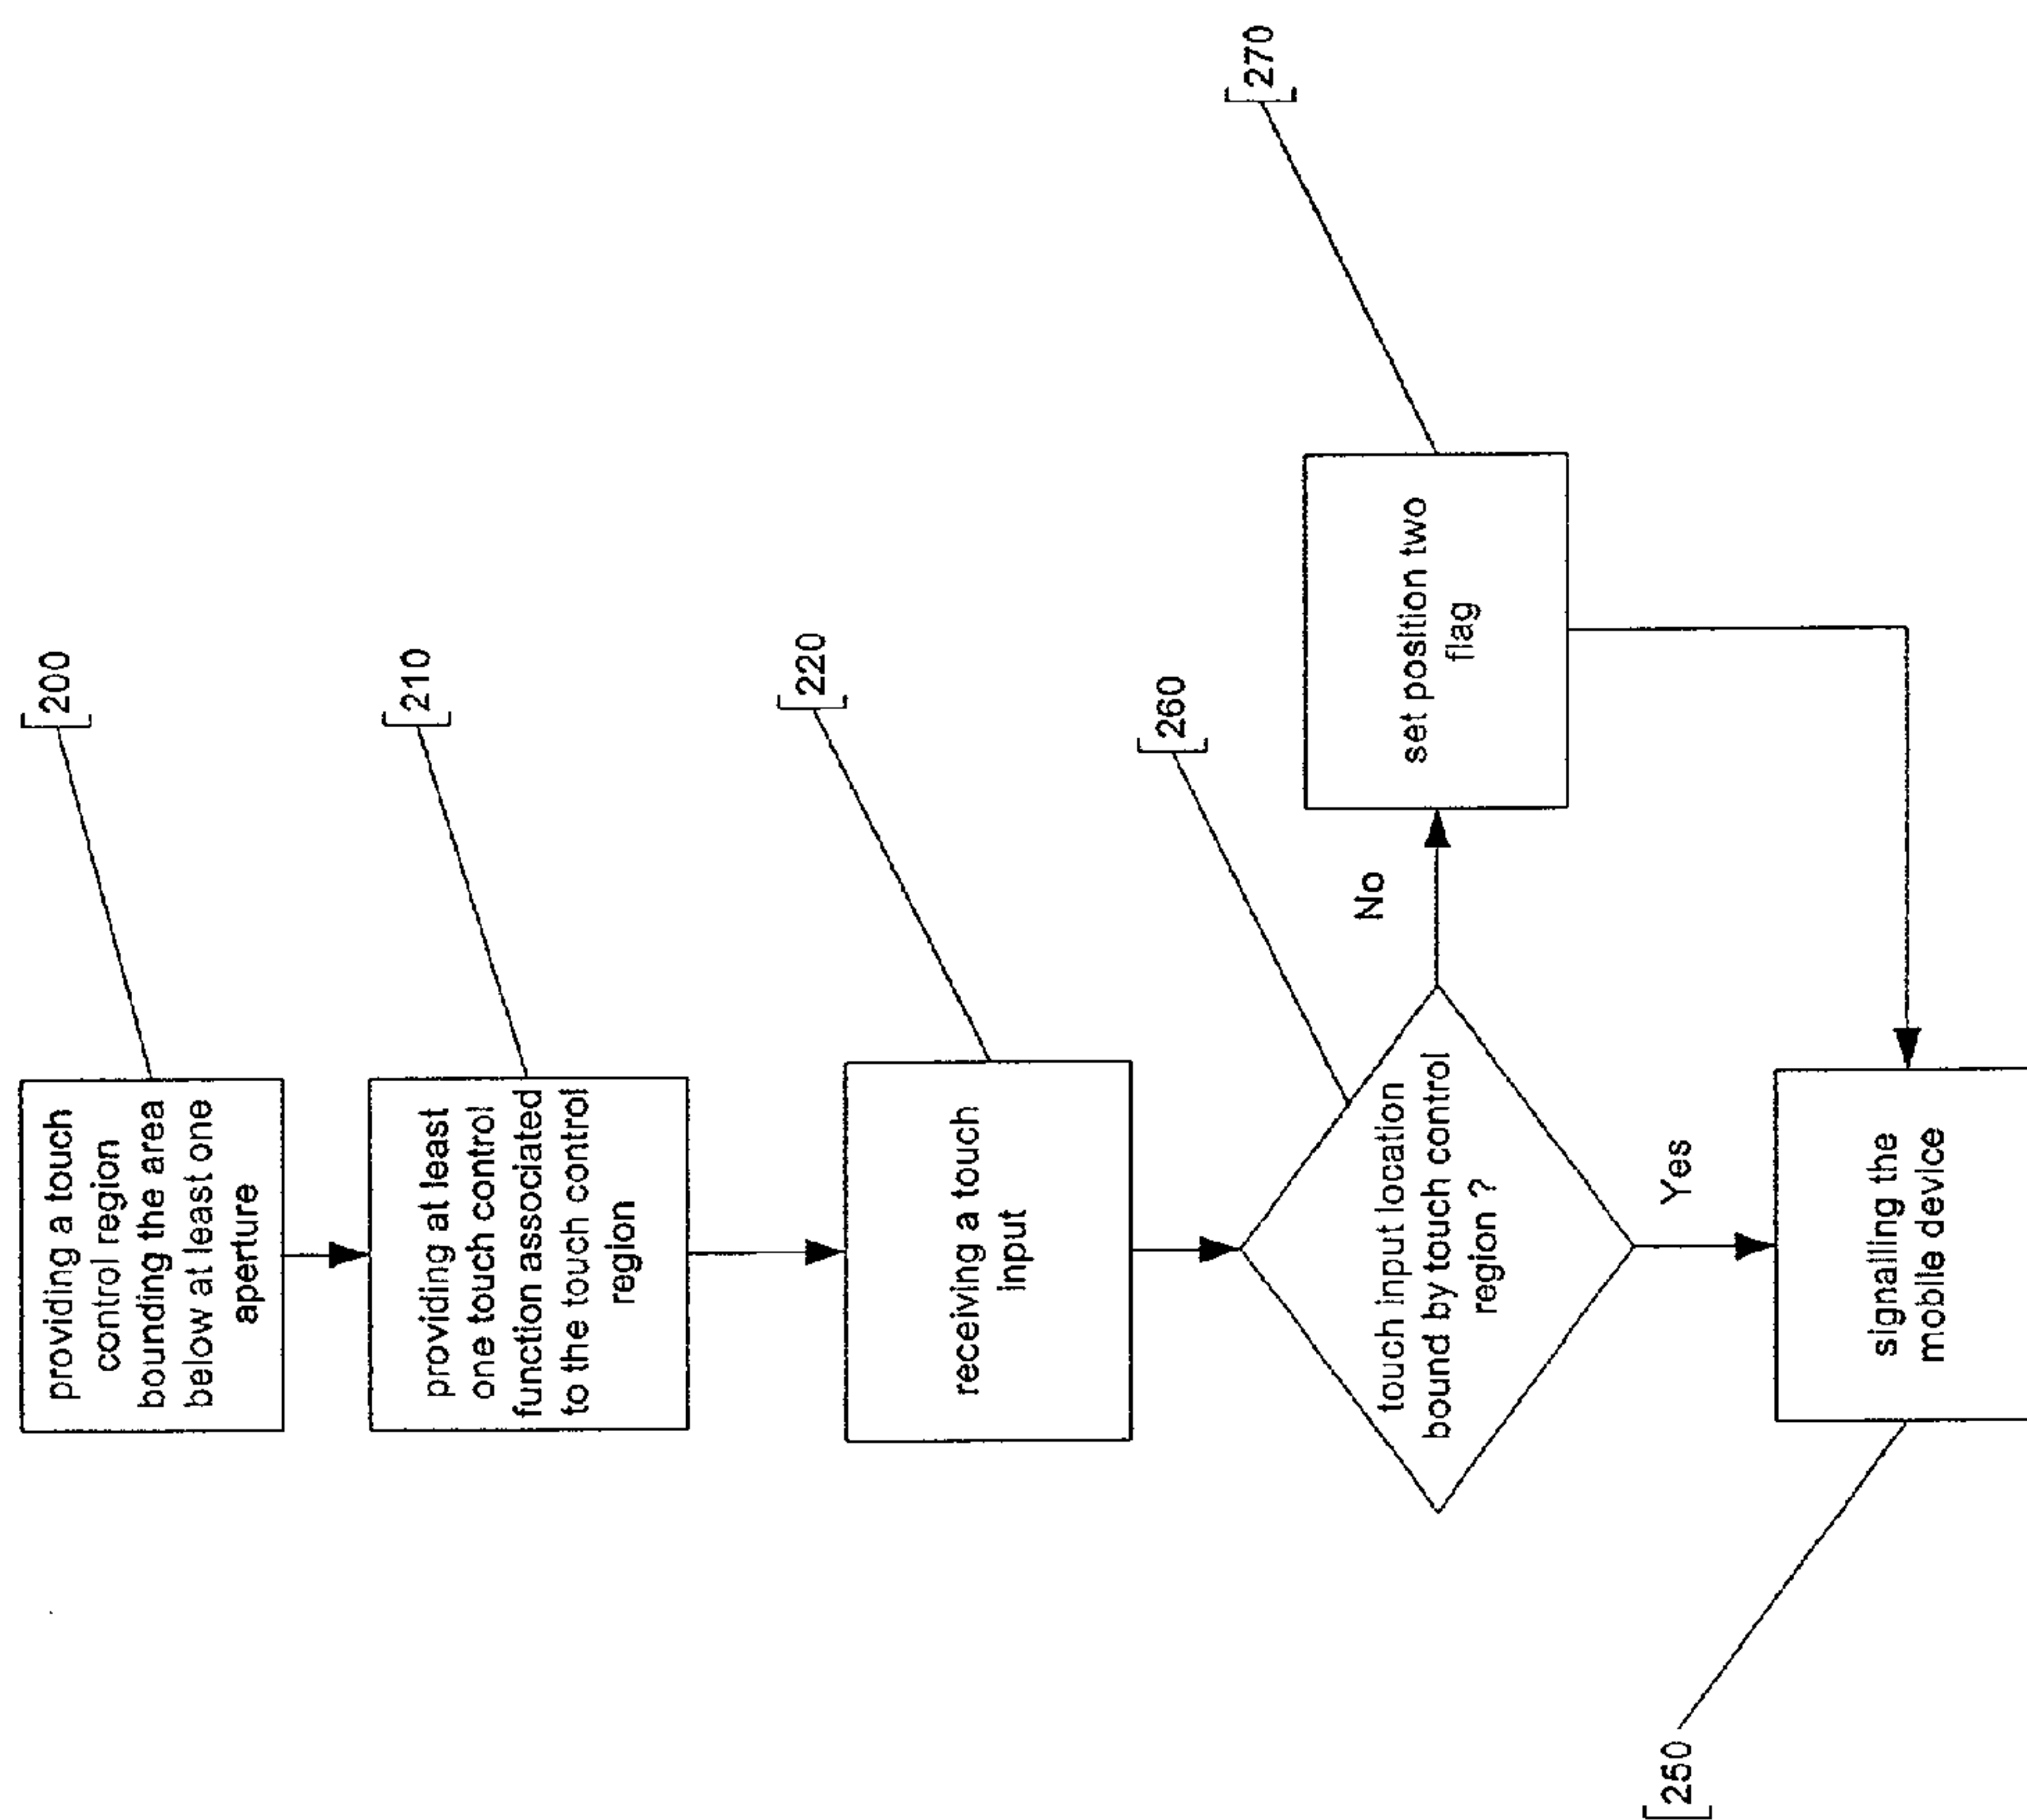 providing a touch
control region
bounding the area
below at least one
aperture
[200
providing at least
one touch control
function associated
to the touch control
region
[210
receiving a touch
input
[220
touch input location
bound by touch control
region ?
[260
No
set position two
flag
[270
Yes
signalling the
mobile device
[250